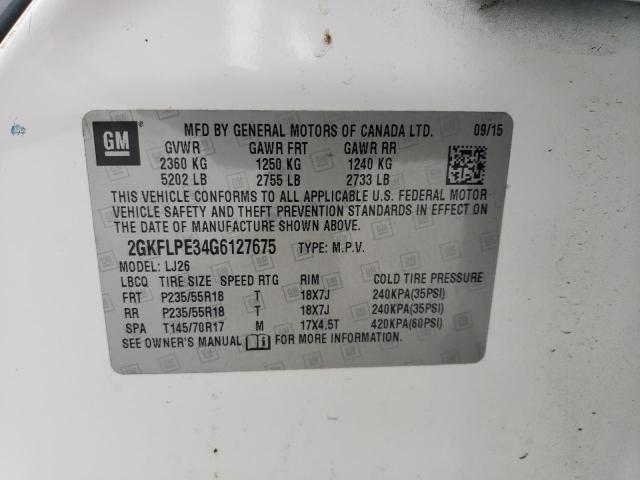 GM
MFD BY GENERAL MOTORS OF CANADA LTD. 09/15
GVWR GAWR FRT GAWR RR
2360 KG 1250 KG 1240 KG
5202 LB 2755 LB 2733 LB
THIS VEHICLE CONFORMS TO ALL APPLICABLE U.S. FEDERAL MOTOR
VEHICLE SAFETY AND THEFT PREVENTION STANDARDS IN EFFECT ON
THE DATE OF MANUFACTURE SHOWN ABOVE.
2GKFLPE34G6127675 TYPE: M.P.V.
MODEL: LJ26
LBCQ TIRE SIZE SPEED RTG RIM COLD TIRE PRESSURE
FRT P235/55R18 T 18X7J 240KPA(35PSI)
RR P235/55R18 T 18X7J 240KPA(35PSI)
SPA T145/70R17 M 17X4.5T 420KPA(60PSI)
SEE OWNER'S MANUAL FOR MORE INFORMATION.